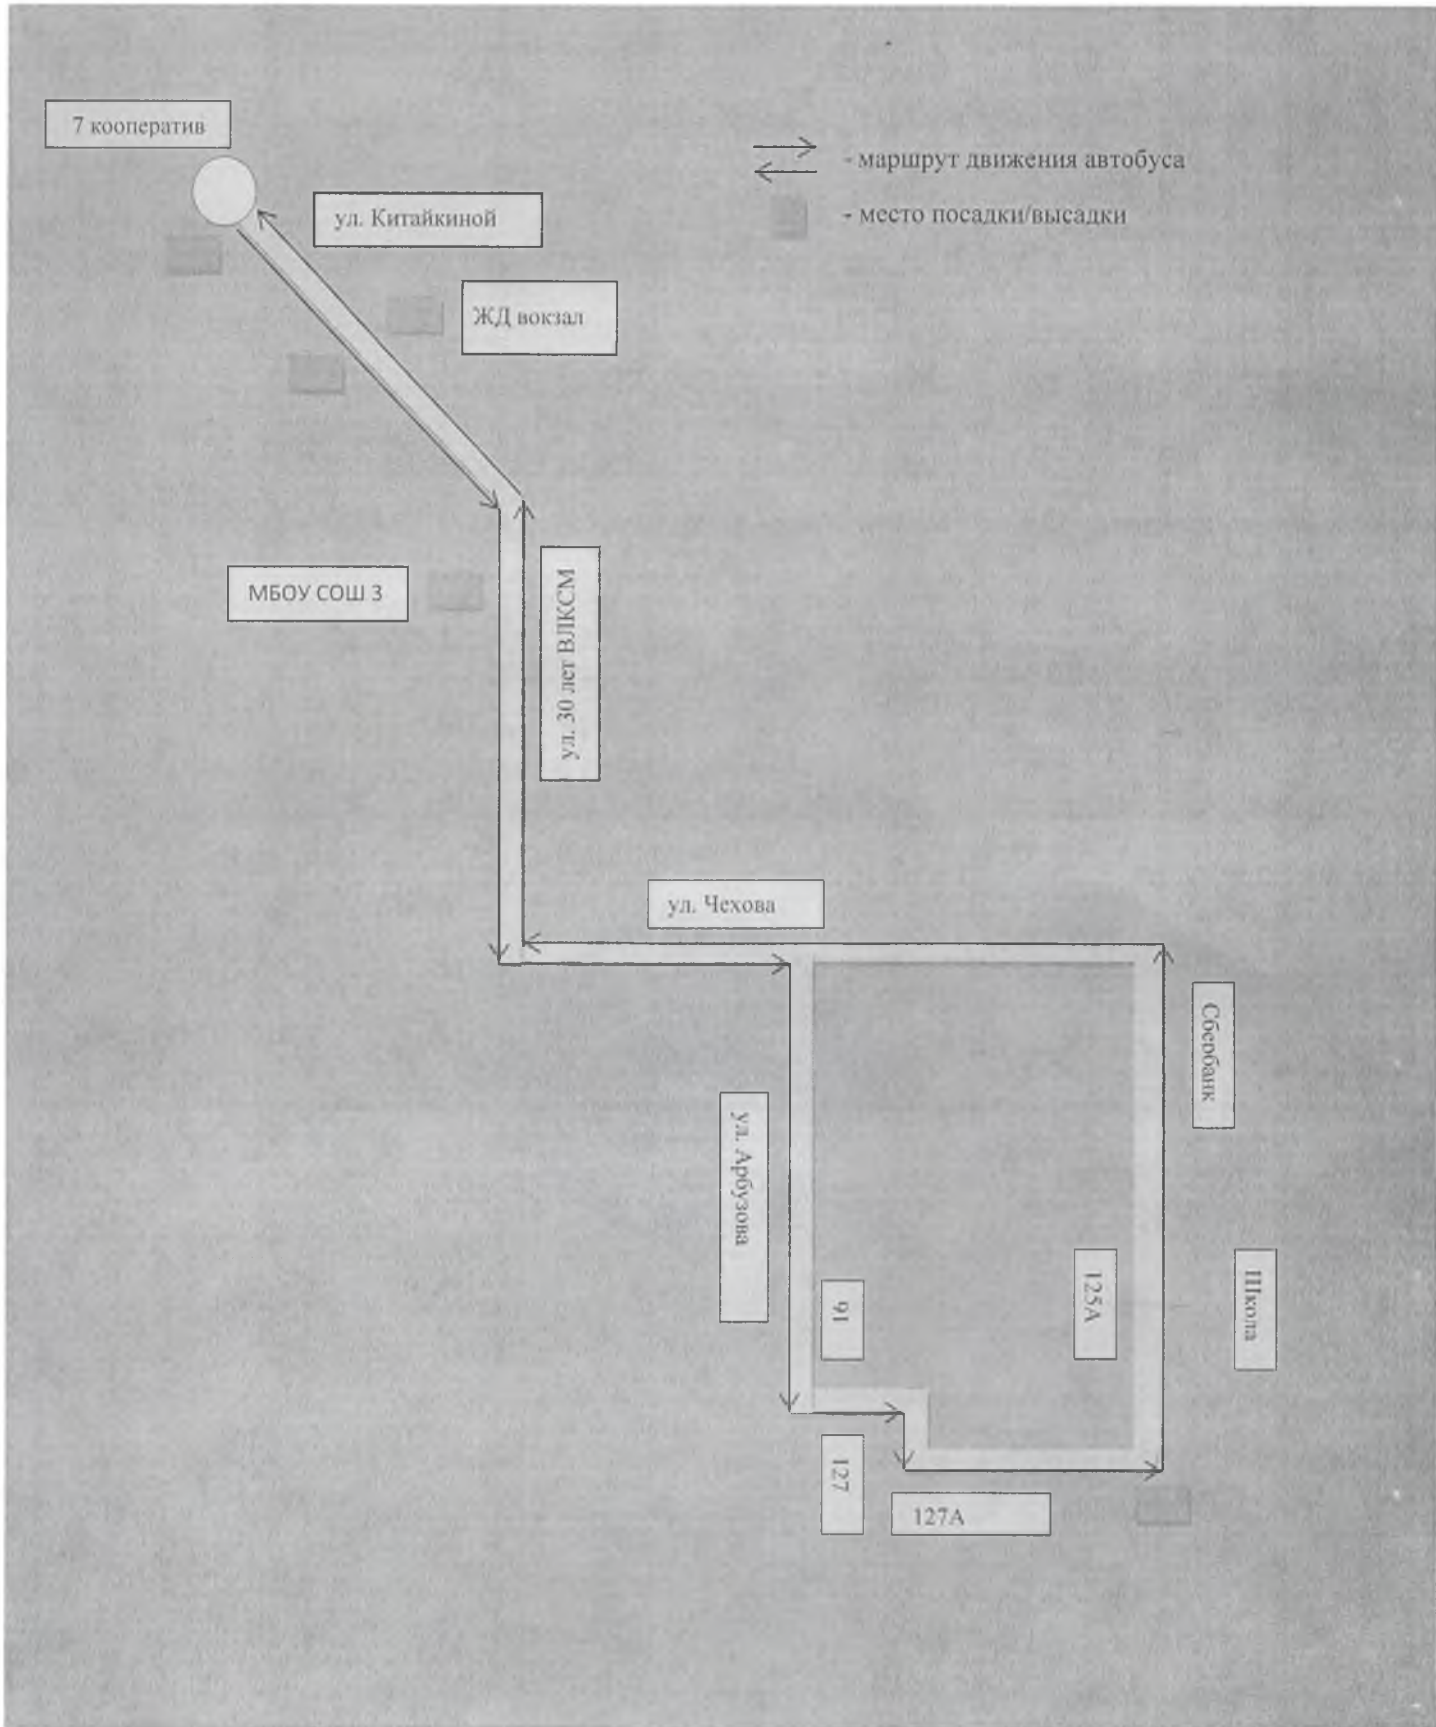 7 кооператив
- маршрут движения автобуса
ул. Китайкиной
- место посадки/высадки
ЖД вокзал
МБОУ СОШ 3
ул. 30 лет ВЛКСМ
ул. Чехова
Сбербанк
ул. Арбузова
Школа
125А
91
127
127А